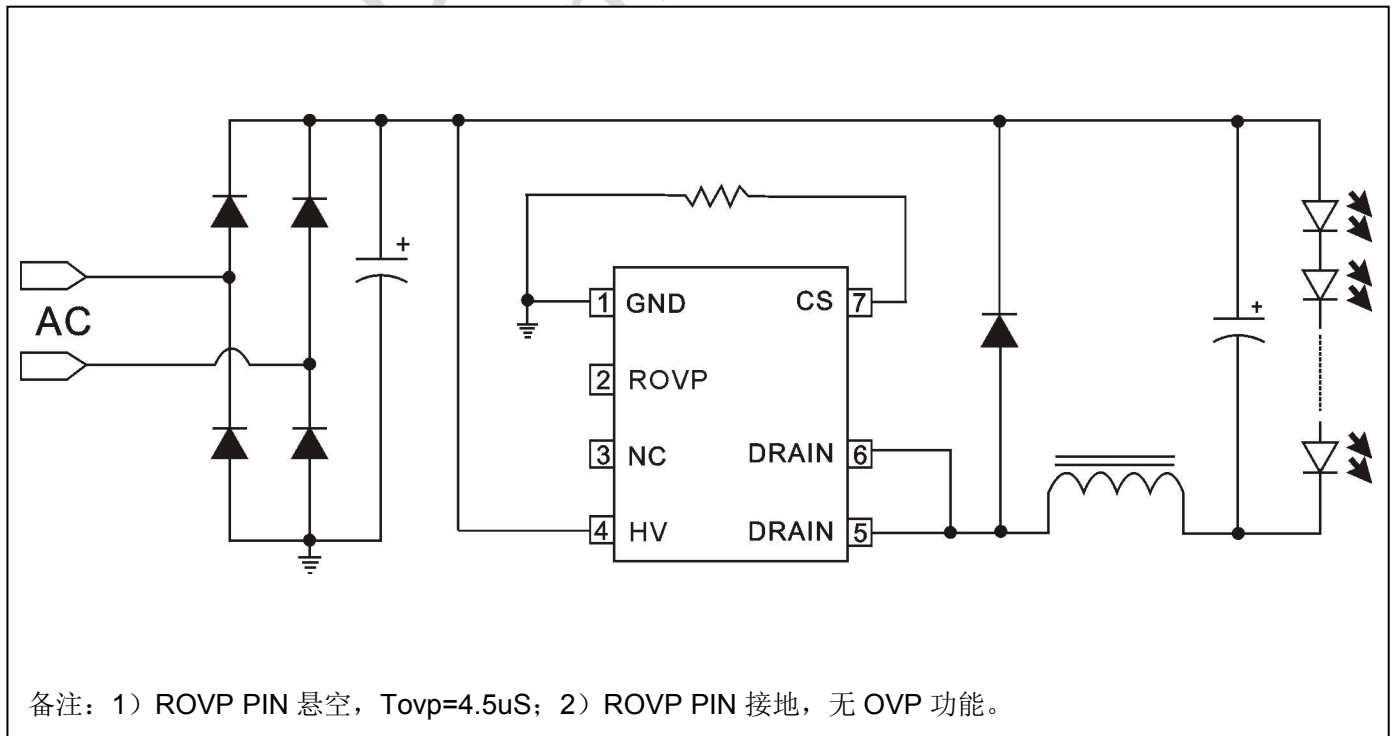 +
AC
1 GND CS 7
2 ROVP
3 NC DRAIN 6
4 HV DRAIN 5
+
备注：1）ROVP PIN 悬空，Tovp=4.5uS；2）ROVP PIN 接地，无 OVP 功能。